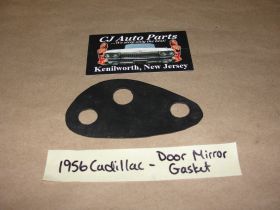 CJ Auto Parts
Kenilworth, New Jersey
1956 Cadillac - Door Mirror
Gasket